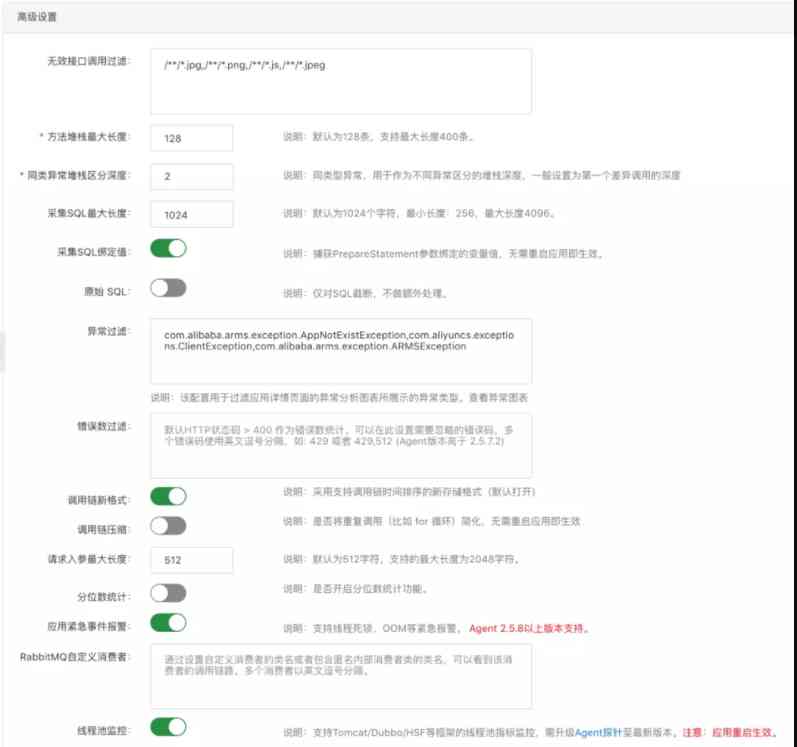 高级设置
无效接口调用过滤:
/**/*.jpg,/**/*.png,/**/*.js,/**/*.jpeg
* 方法堆栈最大长度:
128
说明：默认为128条，支持最大长度400条。
* 同类异常堆栈区分深度:
2
说明：同类型异常，用于作为不同异常区分的堆栈深度，一般设置为第一个差异调用的深度
采集SQL最大长度:
1024
说明：默认为1024个字符，最小长度：256，最大长度4096。
采集SQL绑定值:
说明：捕获PrepareStatement参数绑定的变量值，无需重启应用即生效。
原始 SQL:
说明：仅对SQL截断，不做额外处理。
异常过滤:
com.alibaba.arms.exception.AppNotExistException,com.aliyuncs.exceptio
ns.ClientException,com.alibaba.arms.exception.ARMSException
说明：该配置用于过滤应用详情页面的异常分析图表所展示的异常类型。查看异常图表
错误数过滤:
默认HTTP状态码 > 400 作为错误数统计，可以在此设置需要忽略的错误码，多
个错误码使用英文逗号分隔，如: 429 或者 429,512 (Agent版本高于 2.5.7.2)
调用链新格式:
说明：采用支持调用链时间排序的新存储格式（默认打开）
调用链压缩:
说明：是否将重复调用（比如 for 循环）简化，无需重启应用即生效
请求入参最大长度:
512
说明：默认为512字符，支持的最大长度为2048字符。
分位数统计:
说明：是否开启分位数统计功能。
应用紧急事件报警:
说明：支持线程死锁、OOM等紧急报警。 Agent 2.5.8以上版本支持。
RabbitMQ自定义消费者:
通过设置自定义消费者的类名或者包含匿名内部消费者类的类名，可以看到该消
费者的调用链路。多个消费者以英文逗号分隔。
线程池监控:
说明：支持Tomcat/Dubbo/HSF等框架的线程池指标监控，需升级Agent探针至最新版本。注意：应用重启生效。